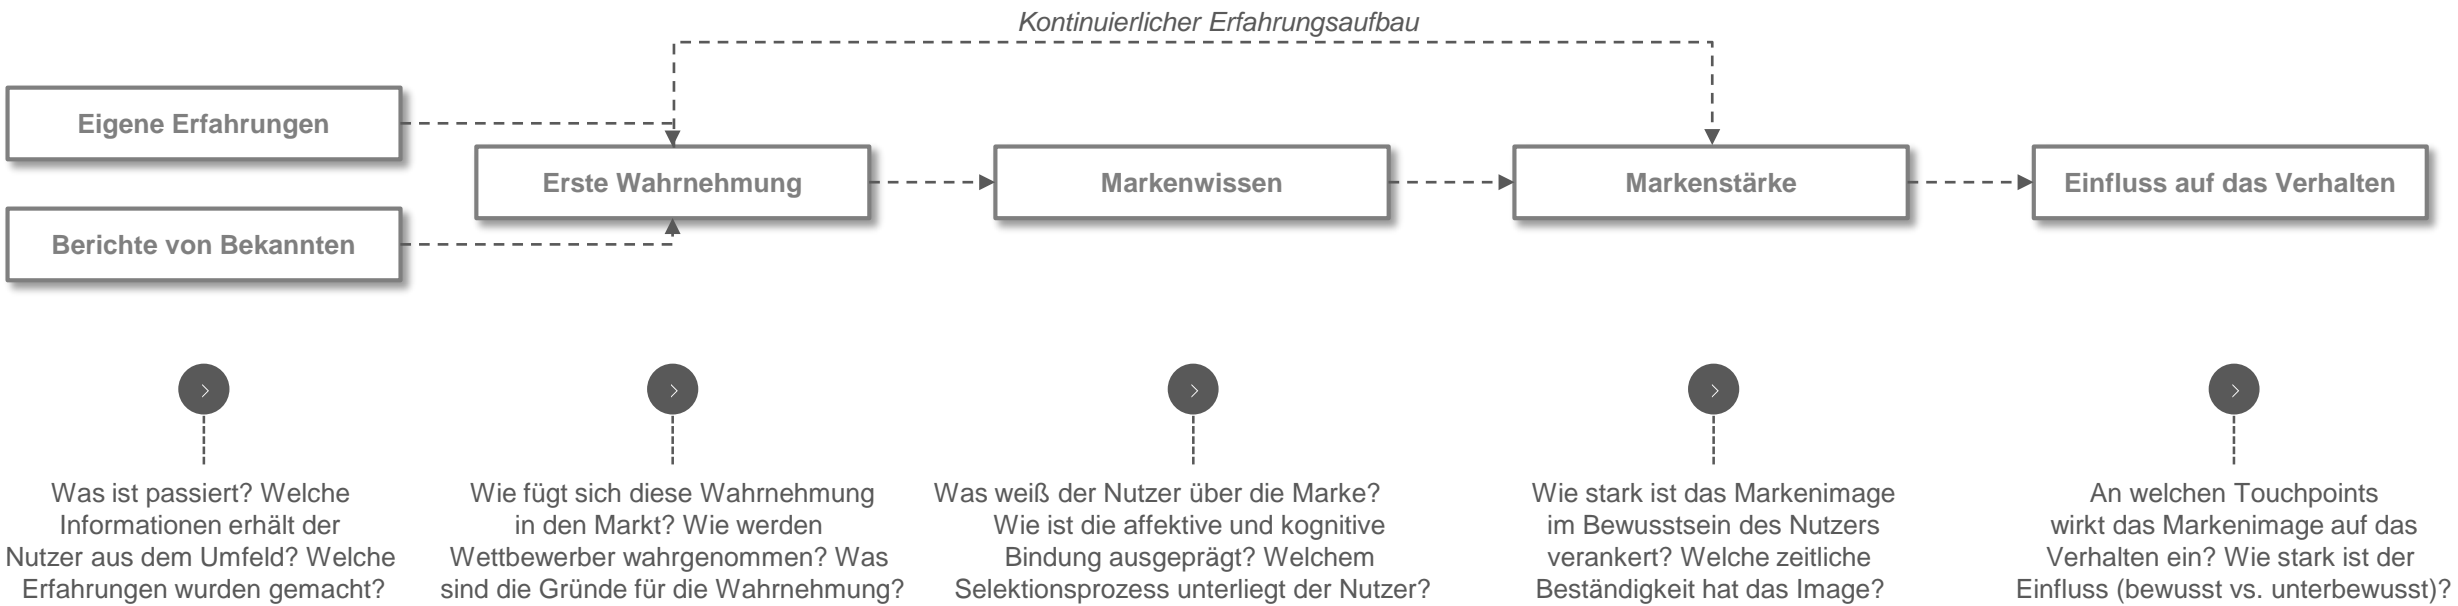 Kontinuierlicher Erfahrungsaufbau
Eigene Erfahrungen
Berichte von Bekannten
Erste Wahrnehmung
Markenwissen
Markenstärke
Einfluss auf das Verhalten
Was ist passiert? Welche
Informationen erhält der
Nutzer aus dem Umfeld? Welche
Erfahrungen wurden gemacht?
Wie fügt sich diese Wahrnehmung
in den Markt? Wie werden
Wettbewerber wahrgenommen? Was
sind die Gründe für die Wahrnehmung?
Was weiß der Nutzer über die Marke?
Wie ist die affektive und kognitive
Bindung ausgeprägt? Welchem
Selektionsprozess unterliegt der Nutzer?
Wie stark ist das Markenimage
im Bewusstsein des Nutzers
verankert? Welche zeitliche
Beständigkeit hat das Image?
An welchen Touchpoints
wirkt das Markenimage auf das
Verhalten ein? Wie stark ist der
Einfluss (bewusst vs. unterbewusst)?